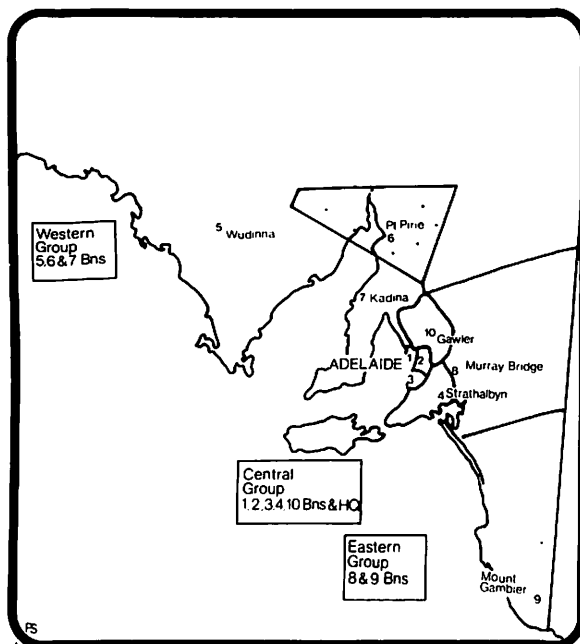 Western
Group
5.6 & 7 Bns
5 Wudinna
Pt Pirie
6
7 Kadina
10 Gawler
ADELAIDE
1
2
3
8 Murray Bridge
4 Strathalbyn
Central
Group
1.2.3.4.10 Bns & HQ
Eastern
Group
8 & 9 Bns
Mount
Gambier 9
PS